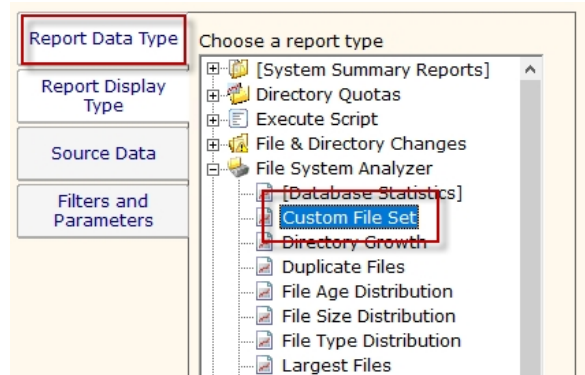 Report Data Type
Report Display
Type
Source Data
Filters and
Parameters
Choose a report type
[System Summary Reports]
Directory Quotas
Execute Script
File & Directory Changes
File System Analyzer
[Database Statistics]
Custom File Set
Directory Growth
Duplicate Files
File Age Distribution
File Size Distribution
File Type Distribution
Largest Files